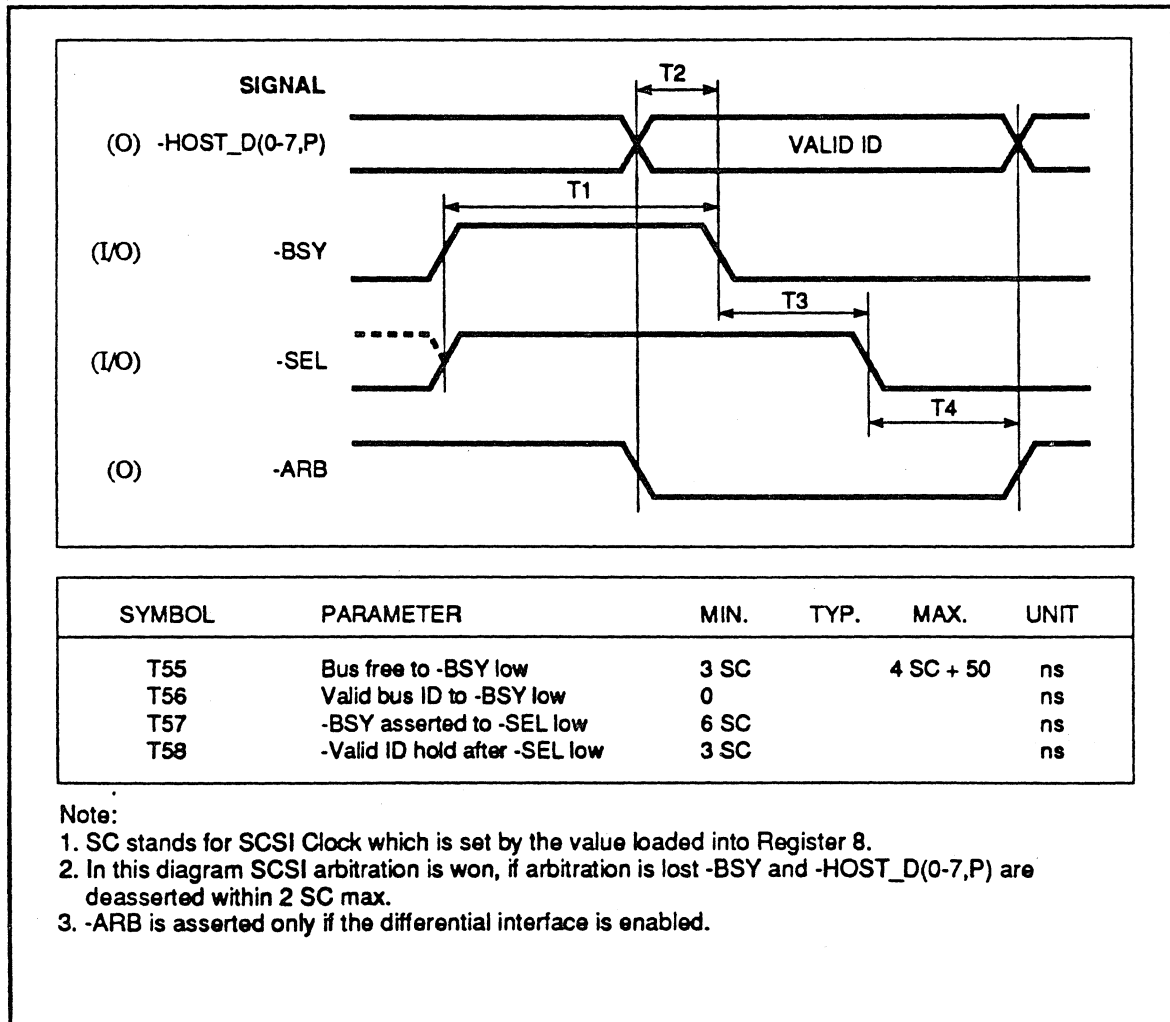 SIGNAL
T2
(O) -HOST_D(0-7,P)
VALID ID
T1
(I/O) -BSY
T3
(I/O) -SEL
T4
(O) -ARB
SYMBOL PARAMETER MIN. TYP. MAX. UNIT
T55 Bus free to -BSY low 3 SC 4 SC + 50 ns
T56 Valid bus ID to -BSY low 0 ns
T57 -BSY asserted to -SEL low 6 SC ns
T58 -Valid ID hold after -SEL low 3 SC ns
Note:
1. SC stands for SCSI Clock which is set by the value loaded into Register 8.
2. In this diagram SCSI arbitration is won, if arbitration is lost -BSY and -HOST_D(0-7,P) are
deasserted within 2 SC max.
3. -ARB is asserted only if the differential interface is enabled.